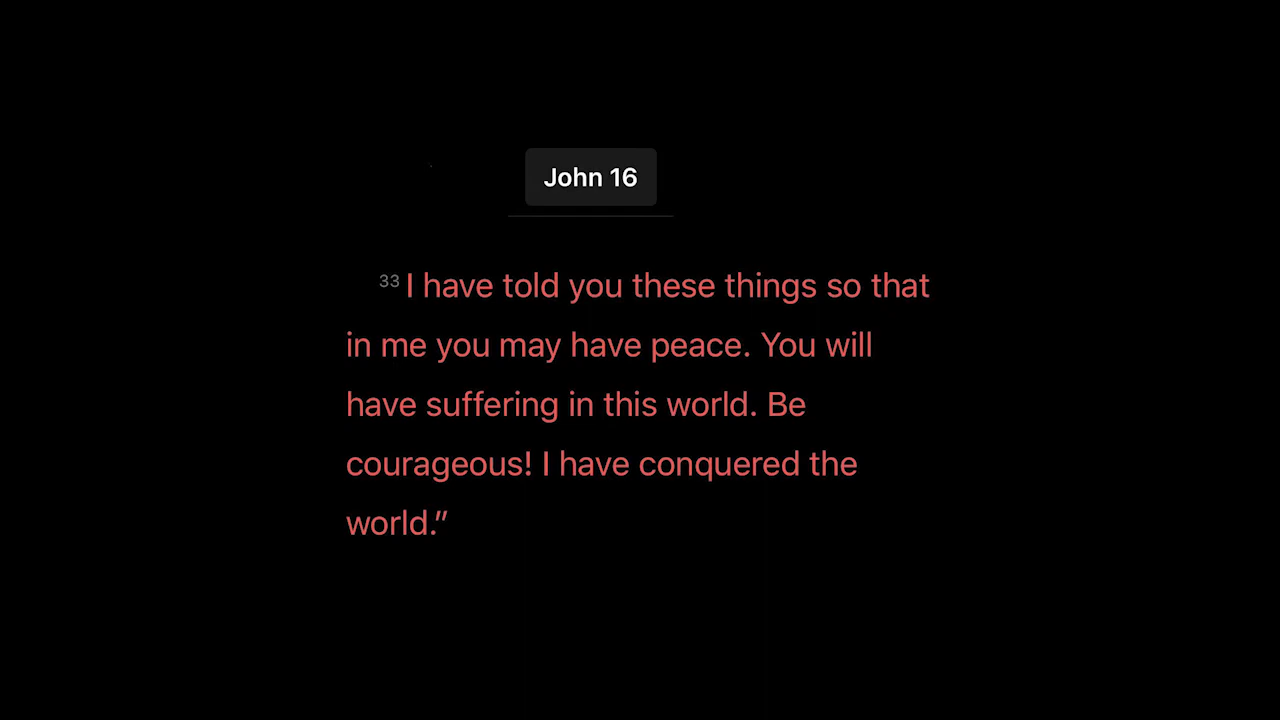 John 16
33 I have told you these things so that
in me you may have peace. You will
have suffering in this world. Be
courageous! I have conquered the
world.”